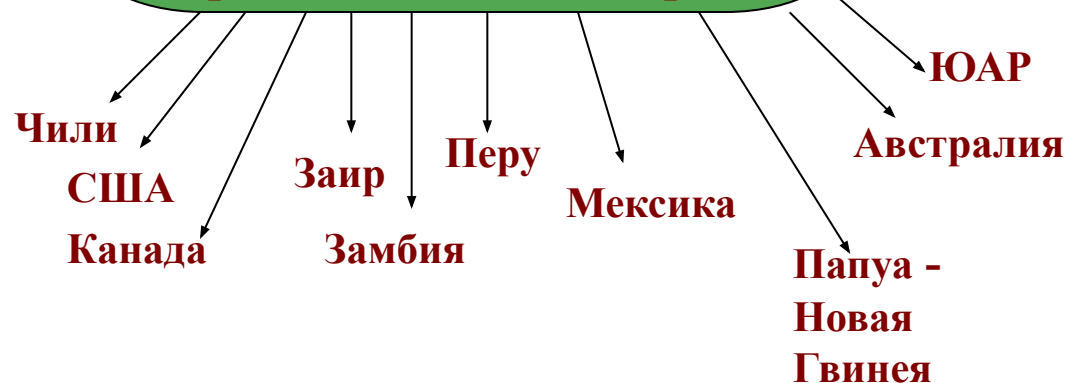 ЮАР
Чили
Австралия
Перу
Заир
США
Мексика
Канада
Замбия
Папуа -
Новая
Гвинея